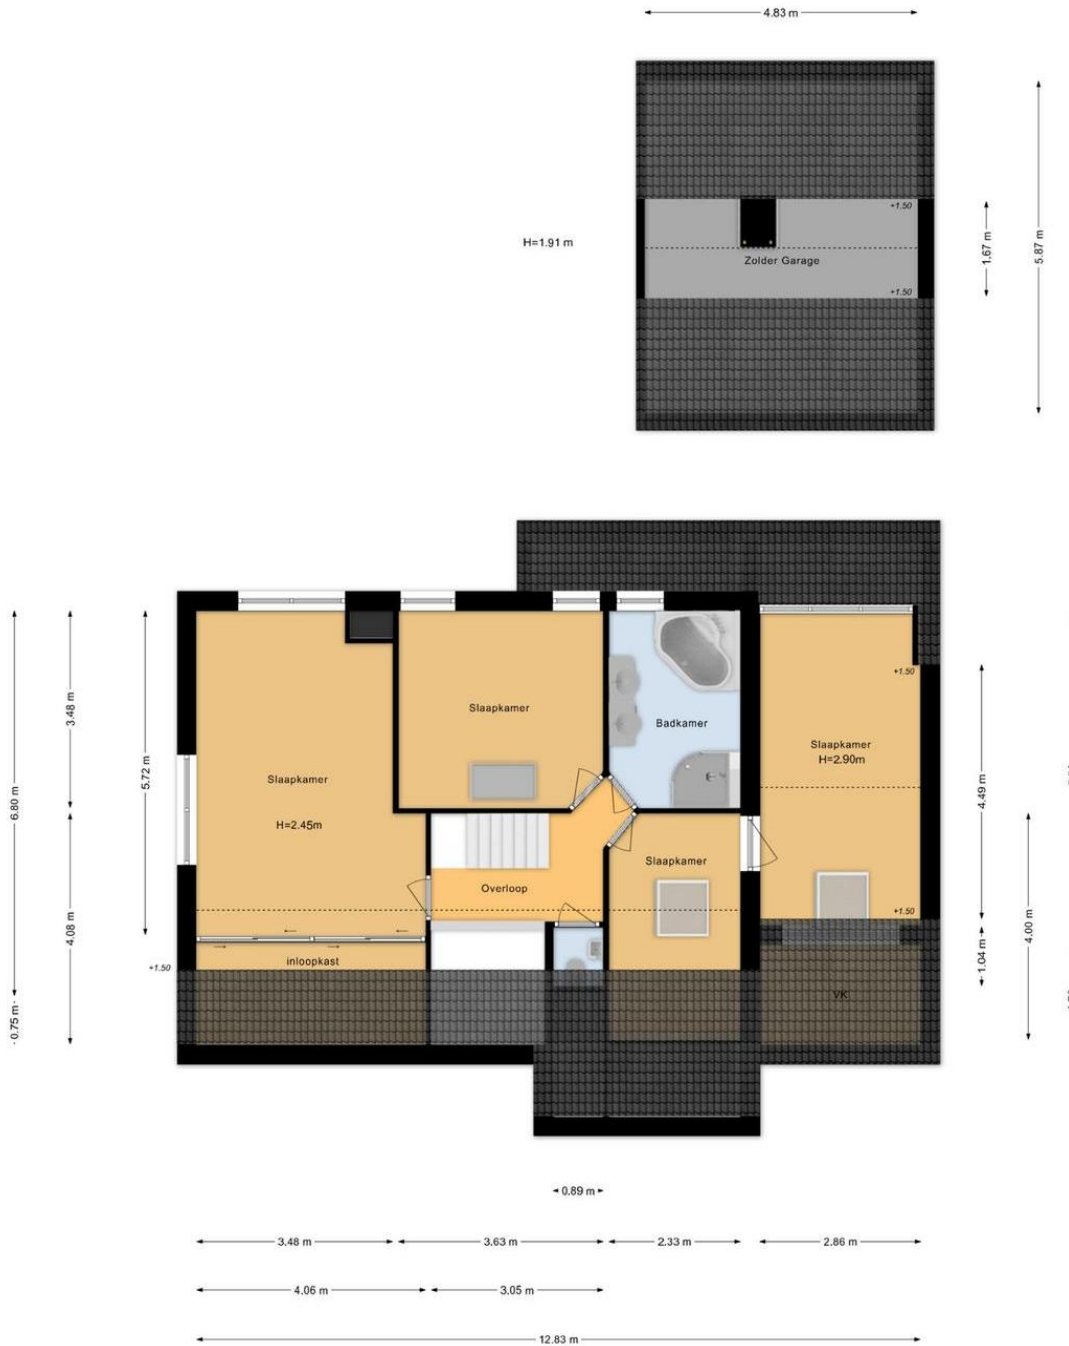 4.83 m
+1.50
H=1.91 m
Zolder Garage
1.67 m
5.87 m
+1.50
Slaapkamer
Badkamer
+1.50
Slaapkamer
H=2.90m
Slaapkamer
H=2.45m
Slaapkamer
Overloop
+1.50
inloopkast
+1.50
VK
6.80 m
0.75 m
3.48 m
4.08 m
5.72 m
4.49 m
1.04 m
4.00 m
0.89 m
3.48 m
3.63 m
2.33 m
2.86 m
4.06 m
3.05 m
12.83 m